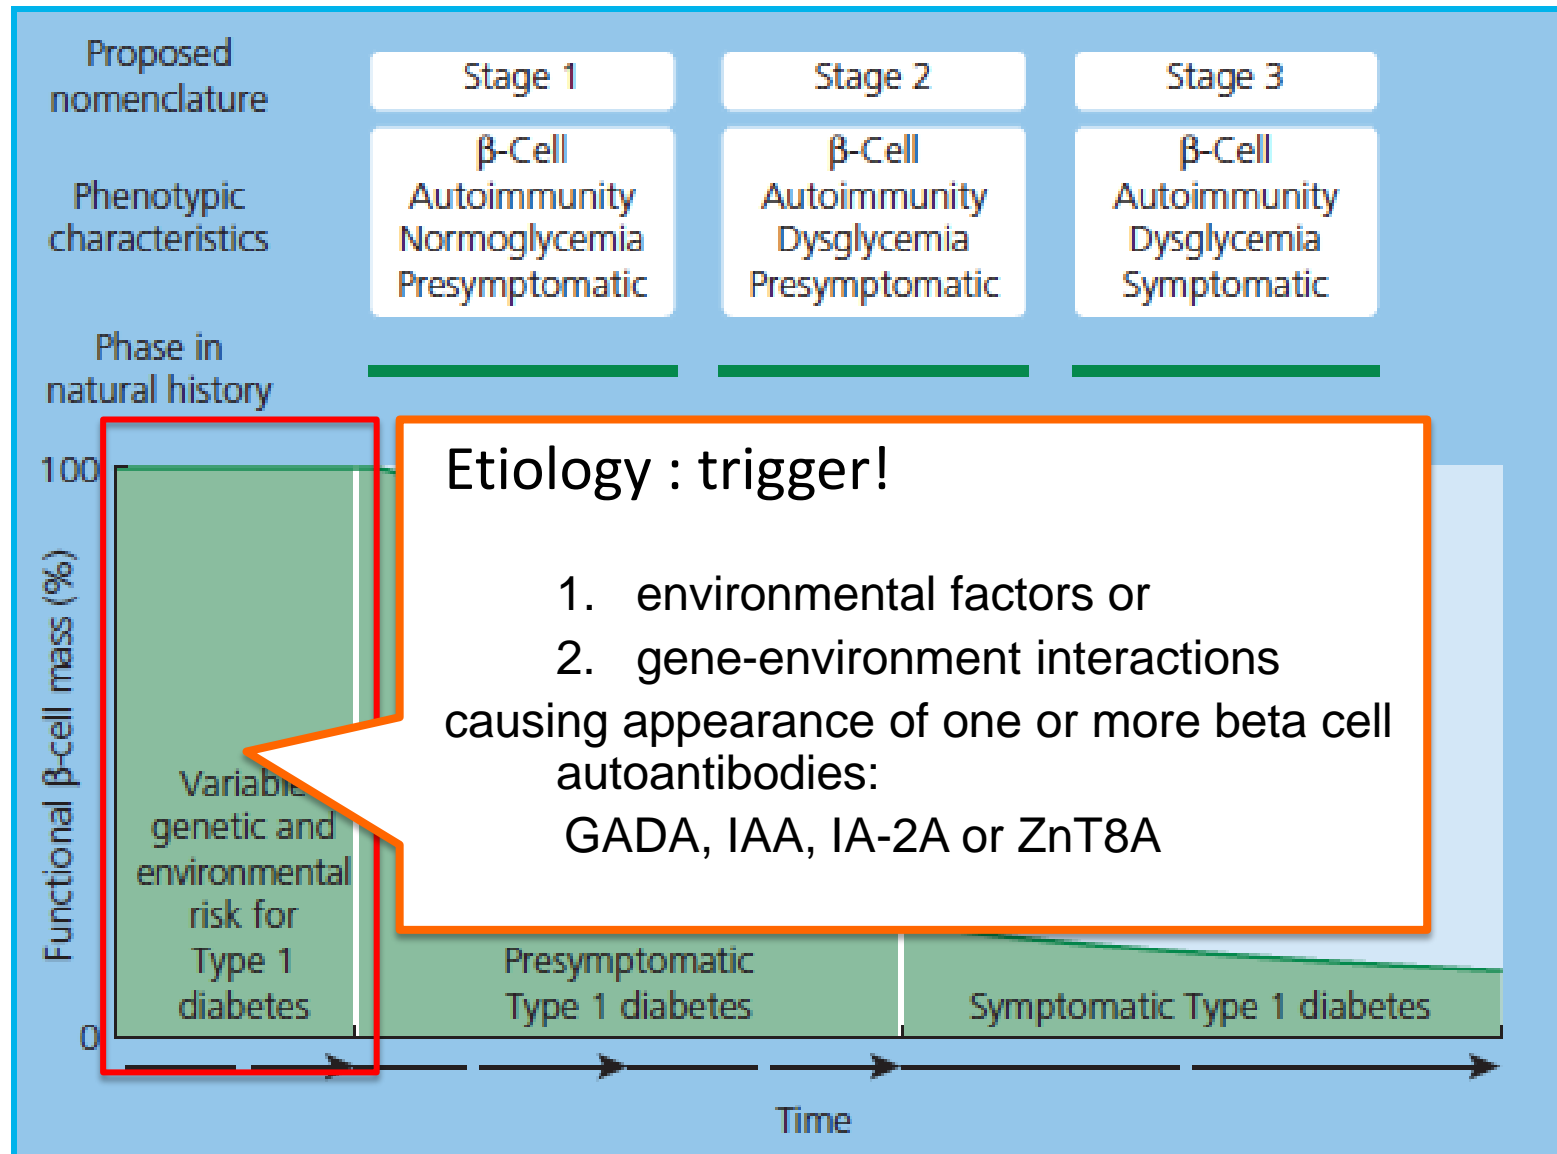 Proposed
nomenclature
Stage 1
Stage 2
Stage 3
Phenotypic
characteristics
β-Cell
Autoimmunity
Normoglycemia
Presymptomatic
β-Cell
Autoimmunity
Dysglycemia
Presymptomatic
β-Cell
Autoimmunity
Dysglycemia
Symptomatic
Phase in
natural history
100
0
Functional β-cell mass (%)
Etiology : trigger!
1. environmental factors or
2. gene-environment interactions
causing appearance of one or more beta cell
autoantibodies:
GADA, IAA, IA-2A or ZnT8A
Variable
genetic and
environmental
risk for
Type 1
diabetes
Presymptomatic
Type 1 diabetes
Symptomatic Type 1 diabetes
Time